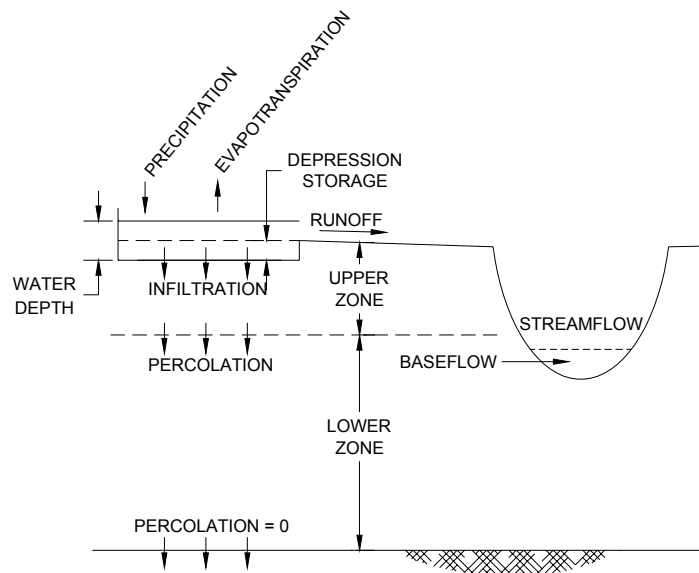 PRECIPITATION
EVAPOTRANSPIRATION
DEPRESSION
STORAGE
RUNOFF
WATER
DEPTH
INFILTRATION
UPPER
ZONE
STREAMFLOW
PERCOLATION
BASEFLOW
LOWER
ZONE
PERCOLATION = 0